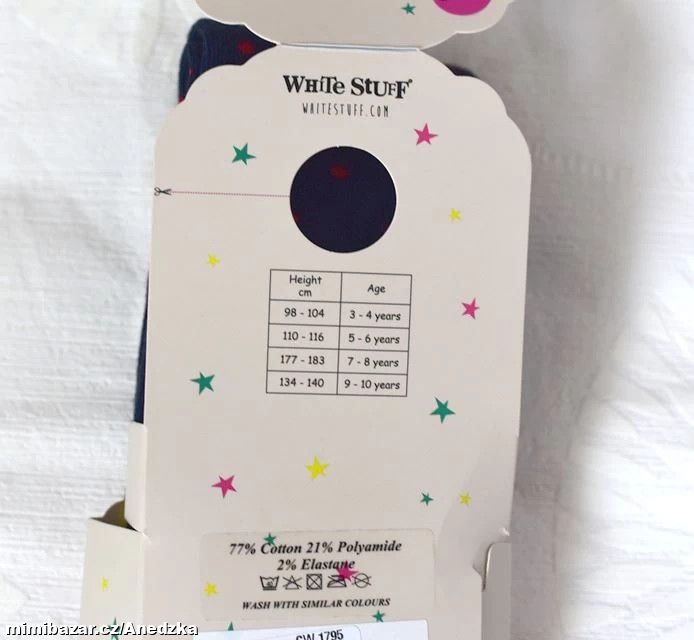 WHiTe STUFF
WHITESTUFF.COM
Height cm Age
98 - 104 3 - 4 years
110 - 116 5 - 6 years
177 - 183 7 - 8 years
134 - 140 9 - 10 years
77% Cotton 21% Polyamide
2% Elastane
WASH WITH SIMILAR COLOURS
CW 1795
mimibazar.cz/Anedzka